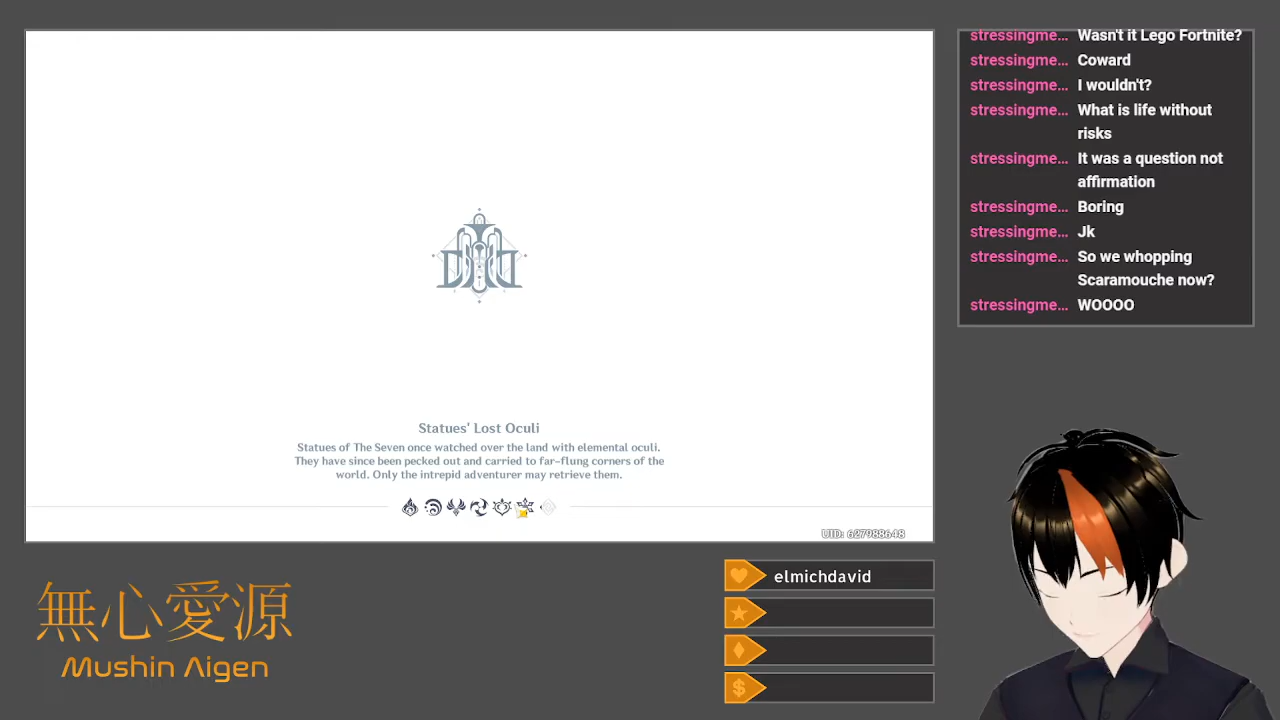 Statues' Lost Oculi
Statues of The Seven once watched over the land with elemental oculi.
They have since been pecked out and carried to far-flung corners of the
world. Only the intrepid adventurer may retrieve them.
UID: 627988648
stressingme... Wasn't it Lego Fortnite?
stressingme... Coward
stressingme... I wouldn't?
stressingme... What is life without
risks
stressingme... It was a question not
affirmation
stressingme... Boring
stressingme... Jk
stressingme... So we whopping
Scaramouche now?
stressingme... WOOOO
無心愛源
Mushin Aigen
elmichdavid